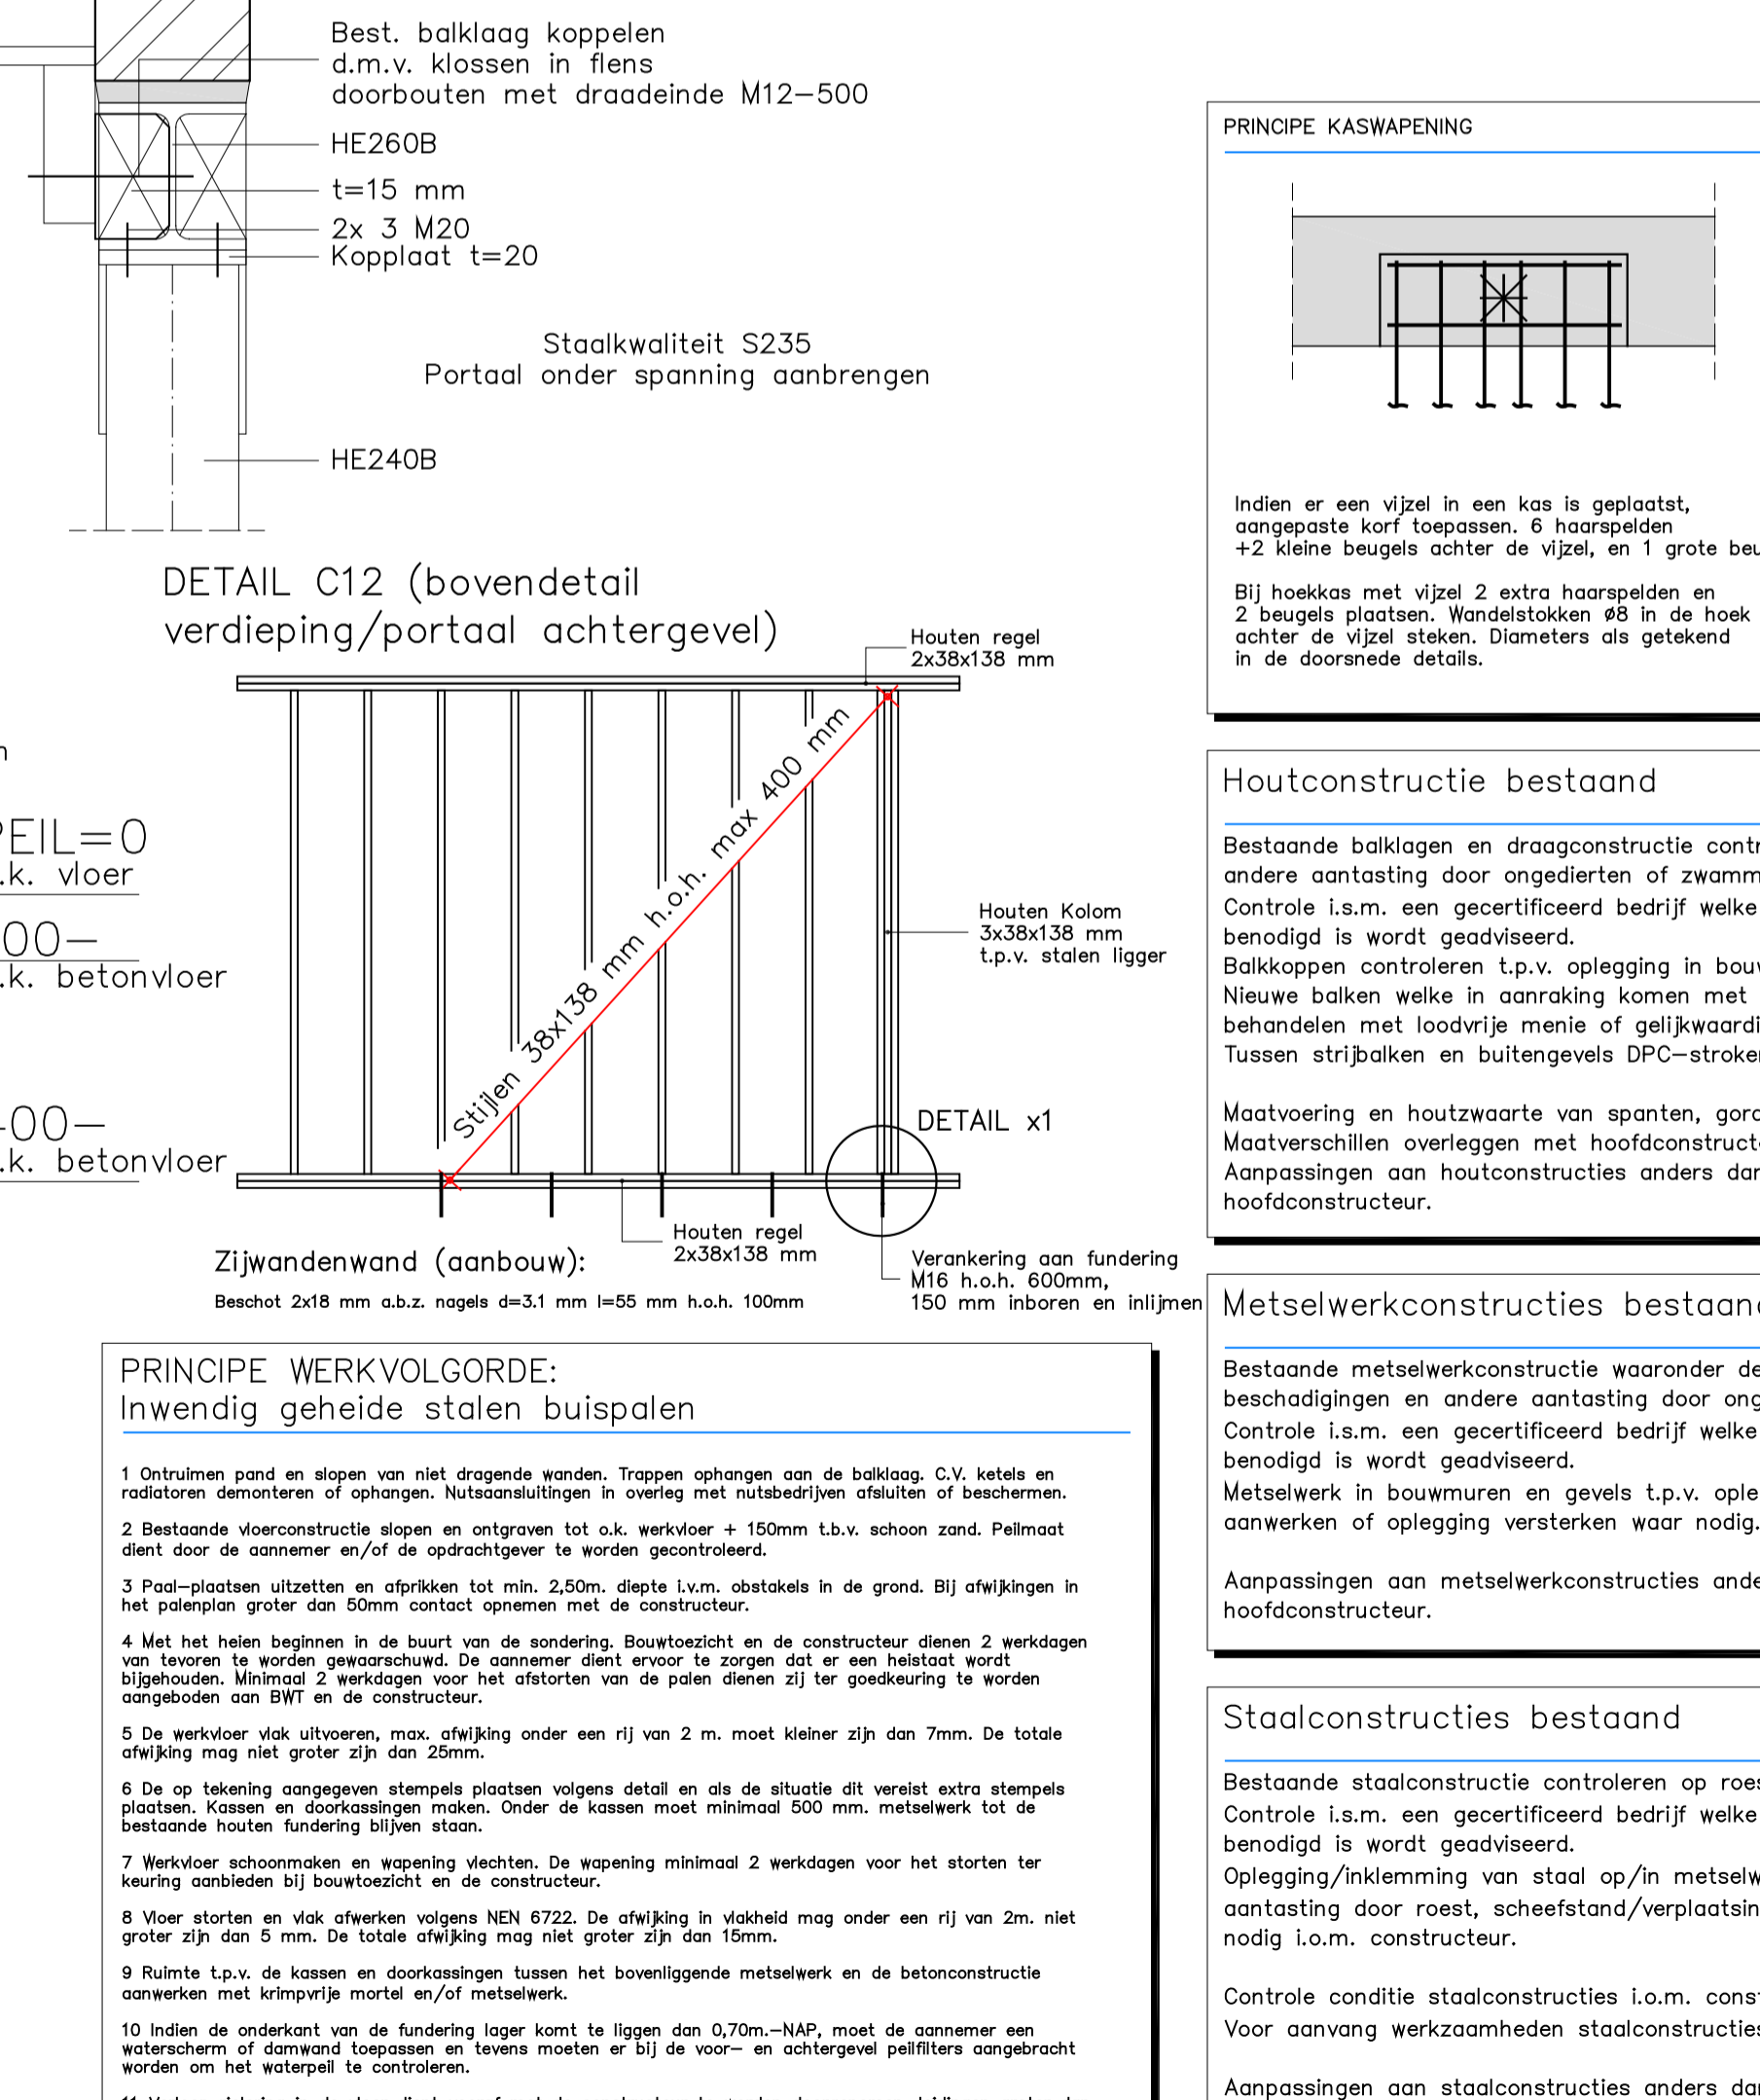 Best. balklaag koppelen
d.m.v. klossen in flens
doorbouten met draadeinde M12-500
HE260B
t=15 mm
2x 3 M20
Kopplaat t=20
Staalkwaliteit S235
Portaal onder spanning aanbrengen
HE240B
DETAIL C12 (bovendetail
verdieping/portaal achtergevel)
PEIL=0
.k. vloer
00-
.k. betonvloer
400-
.k. betonvloer
Houten regel
2x38x138 mm
Stijlen 38x138 mm h.o.h. max 400 mm
Houten Kolom
3x38x138 mm
t.p.v. stalen ligger
DETAIL x1
Houten regel
2x38x138 mm
Verankering aan fundering
M16 h.o.h. 600mm,
150 mm inboren en inlijmen
Zijwandenwand (aanbouw):
Beschot 2x18 mm a.b.z. nagels d=3.1 mm l=55 mm h.o.h. 100mm
PRINCIPE WERKVOLGORDE:
Inwendig geheide stalen buispalen
1 Ontruimen pand en slopen van niet dragende wanden. Trappen ophangen aan de balklaag. C.V. ketels en
radiatoren demonteren of ophangen. Nutsaansluitingen in overleg met nutsbedrijven afsluiten of beschermen.
2 Bestaande vloerconstructie slopen en ontgraven tot o.k. werkvloer + 150mm t.b.v. schoon zand. Peilmaat
dient door de aannemer en/of de opdrachtgever te worden gecontroleerd.
3 Paal-plaatsen uitzetten en afprikken tot min. 2,50m. diepte i.v.m. obstakels in de grond. Bij afwijkingen in
het palenplan groter dan 50mm contact opnemen met de constructeur.
4 Met het heien beginnen in de buurt van de sondering. Bouwtoezicht en de constructeur dienen 2 werkdagen
van tevoren te worden gewaarschuwd. De aannemer dient ervoor te zorgen dat er een heistaat wordt
bijgehouden. Minimaal 2 werkdagen voor het afstorten van de palen dienen zij ter goedkeuring te worden
aangeboden aan BWT en de constructeur.
5 De werkvloer vlak uitvoeren, max. afwijking onder een rij van 2 m. moet kleiner zijn dan 7mm. De totale
afwijking mag niet groter zijn dan 25mm.
6 De op tekening aangegeven stempels plaatsen volgens detail en als de situatie dit vereist extra stempels
plaatsen. Kassen en doorkassingen maken. Onder de kassen moet minimaal 500 mm. metselwerk tot de
bestaande houten fundering blijven staan.
7 Werkvloer schoonmaken en wapening vlechten. De wapening minimaal 2 werkdagen voor het storten ter
keuring aanbieden bij bouwtoezicht en de constructeur.
8 Vloer storten en vlak afwerken volgens NEN 6722. De afwijking in vlakheid mag onder een rij van 2m. niet
groter zijn dan 5 mm. De totale afwijking mag niet groter zijn dan 15mm.
9 Ruimte t.p.v. de kassen en doorkassingen tussen het bovenliggende metselwerk en de betonconstructie
aanwerken met krimpvrije mortel en/of metselwerk.
10 Indien de onderkant van de fundering lager komt te liggen dan 0,70m.-NAP, moet de aannemer een
waterscherm of damwand toepassen en tevens moeten er bij de voor- en achtergevel peilfilters aangebracht
worden om het waterpeil te controleren.
PRINCIPE KASWAPENING
Indien er een vijzel in een kas is geplaatst,
aangepaste korf toepassen. 6 haarspelden
+2 kleine beugels achter de vijzel, en 1 grote beu
Bij hoekkas met vijzel 2 extra haarspelden en
2 beugels plaatsen. Wandelstokken ø8 in de hoek
achter de vijzel steken. Diameters als getekend
in de doorsnede details.
Houtconstructie bestaand
Bestaande balklagen en draagconstructie contr
andere aantasting door ongedierten of zwamm
Controle i.s.m. een gecertificeerd bedrijf welke
benodigd is wordt geadviseerd.
Balkkoppen controleren t.p.v. oplegging in bouw
Nieuwe balken welke in aanraking komen met
behandelen met loodvrije menie of gelijkwaardi
Tussen strijbalken en buitengevels DPC-stroken
Maatvoering en houtzwaarte van spanten, gord
Maatverschillen overleggen met hoofdconstructe
Aanpassingen aan houtconstructies anders dan
hoofdconstructeur.
Metselwerkconstructies bestaand
Bestaande metselwerkconstructie waaronder de
beschadigingen en andere aantasting door ong
Controle i.s.m. een gecertificeerd bedrijf welke
benodigd is wordt geadviseerd.
Metselwerk in bouwmuren en gevels t.p.v. ople
aanwerken of oplegging versterken waar nodig.
Aanpassingen aan metselwerkconstructies ande
hoofdconstructeur.
Staalconstructies bestaand
Bestaande staalconstructie controleren op roes
Controle i.s.m. een gecertificeerd bedrijf welke
benodigd is wordt geadviseerd.
Oplegging/inklemming van staal op/in metselw
aantasting door roest, scheefstand/verplaatsin
nodig i.o.m. constructeur.
Controle conditie staalconstructies i.o.m. const
Voor aanvang werkzaamheden staalconstructies
Aanpassingen aan staalconstructies anders dan